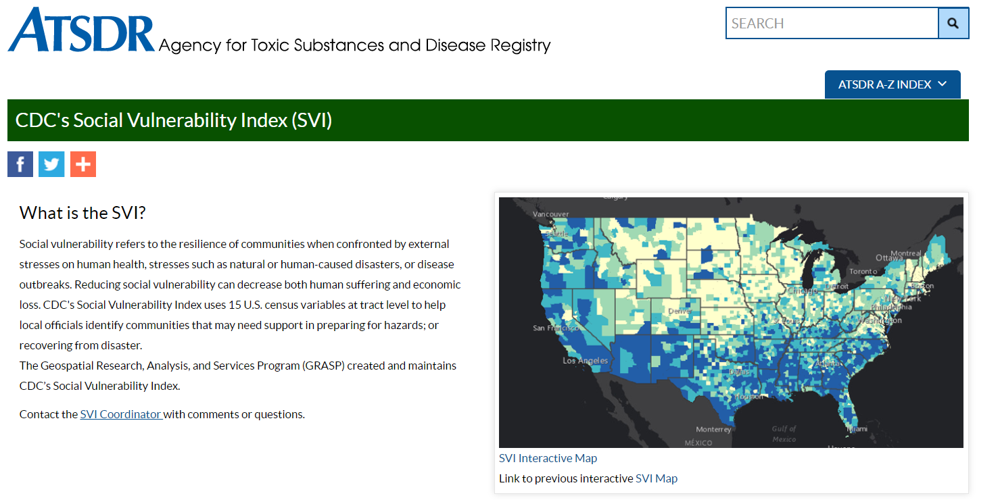 ATSDR Agency for Toxic Substances and Disease Registry
SEARCH
ATSDR A-Z INDEX
CDC's Social Vulnerability Index (SVI)
What is the SVI?
Social vulnerability refers to the resilience of communities when confronted by external
stresses on human health, stresses such as natural or human-caused disasters, or disease
outbreaks. Reducing social vulnerability can decrease both human suffering and economic
loss. CDC's Social Vulnerability Index uses 15 U.S. census variables at tract level to help
local officials identify communities that may need support in preparing for hazards; or
recovering from disaster.
The Geospatial Research, Analysis, and Services Program (GRASP) created and maintains
CDC's Social Vulnerability Index.
Contact the SVI Coordinator with comments or questions.
Calgary
Vancouver
Seattle
Montreal
Ottawa
Toronto
Boston
Chicago
Detroit
New York
Philadelphia
Denver
St Louis
Washington
San Francisco
Los Angeles
Atlanta
Dallas
Houston
Monterrey
Gulf of
Mexico
Miami
MÉXICO
SVI Interactive Map
Link to previous interactive SVI Map